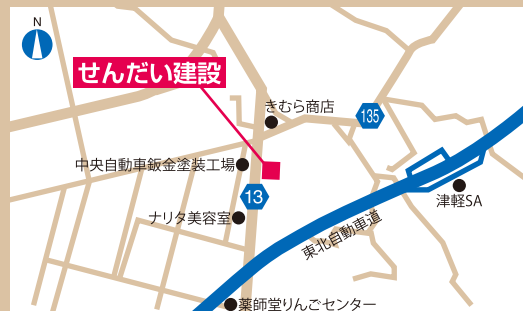 N
せんだい建設
きむら商店
135
中央自動車鈑金塗装工場
13
津軽SA
ナリタ美容室
東北自動車道
薬師堂りんごセンター